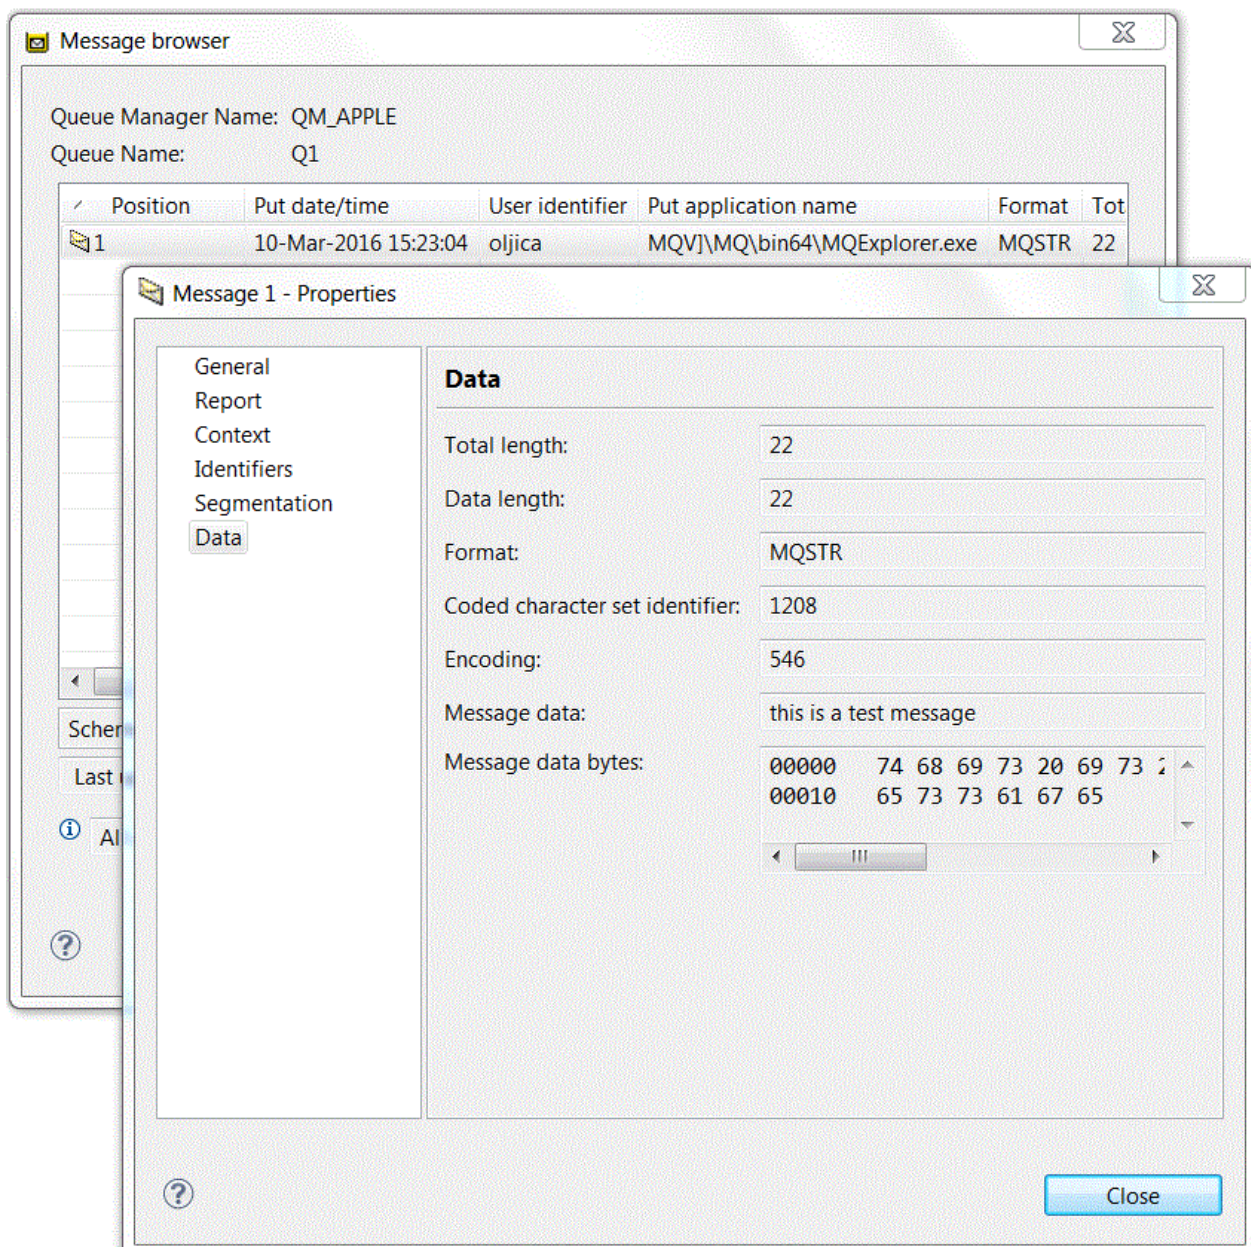 Message browser
Queue Manager Name: QM_APPLE
Queue Name: Q1
Position Put date/time User identifier Put application name Format Tot
1 10-Mar-2016 15:23:04 oljica MQV]\MQ\bin64\MQExplorer.exe MQSTR 22
Message 1 - Properties
General
Report
Context
Identifiers
Segmentation
Data
Data
Total length: 22
Data length: 22
Format: MQSTR
Coded character set identifier: 1208
Encoding: 546
Message data: this is a test message
Message data bytes: 00000 74 68 69 73 20 69 73
00010 65 73 73 61 67 65
Scher
Last
Al
Close